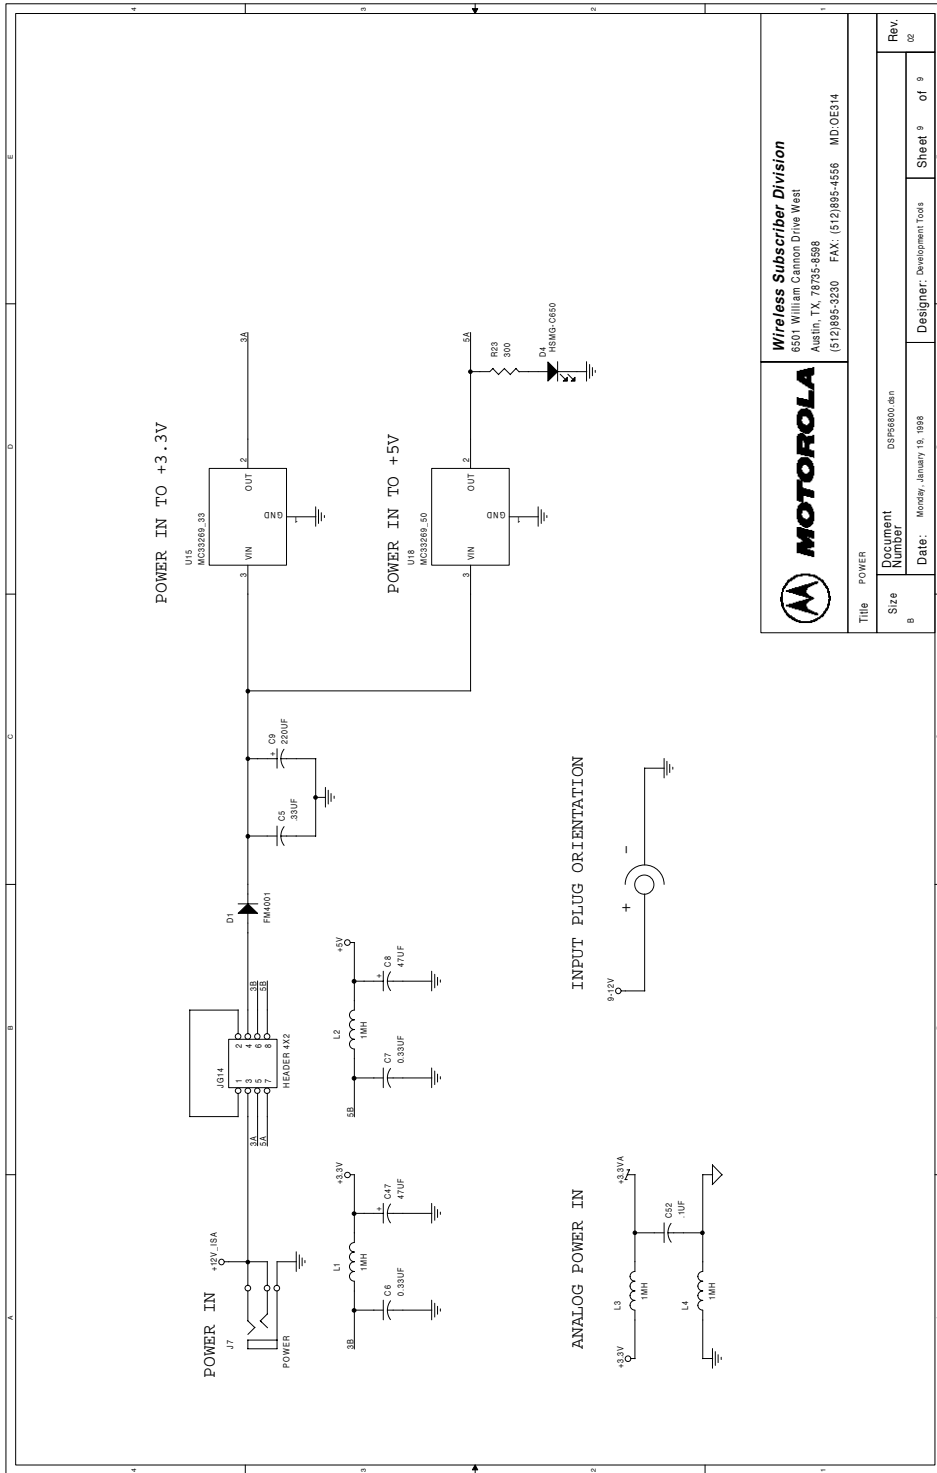 E
D
C
B
A
4
3
2
1
4
3
2
1
POWER IN
J7
POWER
+12V_ISA
JG14
1
2
3
4
5
6
7
8
3A
5A
3B
5B
HEADER 4X2
D1
FM4001
C5
.33UF
C9
220UF
+
POWER IN TO +3.3V
U15
MC33269_33
3
VIN
GND
1
OUT
2
3A
POWER IN TO +5V
U18
MC33269_50
3
VIN
GND
1
OUT
2
5A
R23
300
D4
HSMG-C650
3B
C6
0.33UF
L1
1MH
+
C47
47UF
+3.3V
5B
C7
0.33UF
L2
1MH
+
C8
47UF
+5V
ANALOG POWER IN
+3.3V
L3
1MH
+3.3VA
C52
.1UF
L4
1MH
INPUT PLUG ORIENTATION
9-12V
+
-
MOTOROLA
Wireless Subscriber Division
6501 William Cannon Drive West
Austin, TX, 78735-8598
(512)895-3230 FAX: (512)895-4556 MD:OE314
Title POWER
Size
B
Document
Number
DSP56800.dsn
Rev.
02
Date: Monday, January 19, 1998
Designer: Development Tools
Sheet 9 of 9